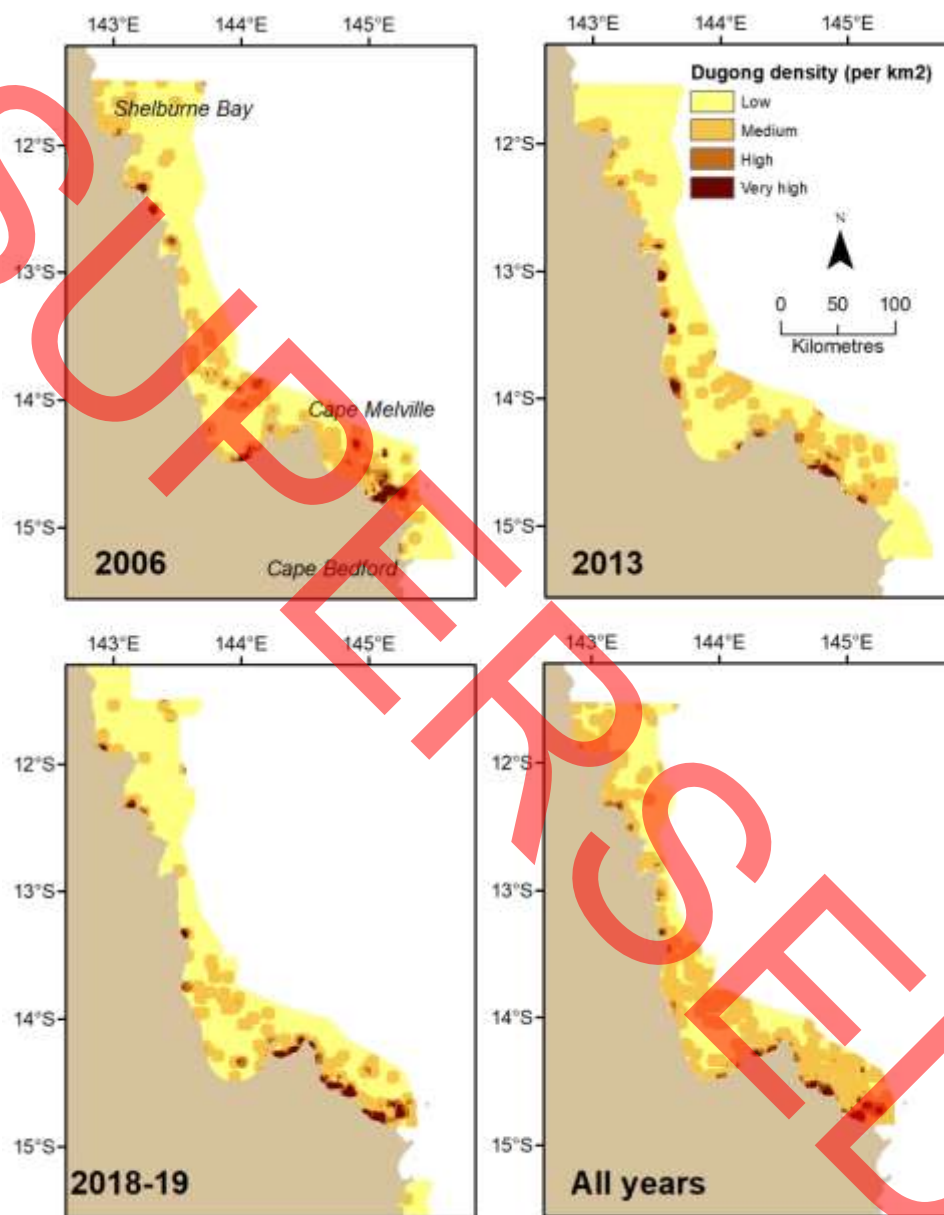 143°E 144°E 145°E
143°E 144°E 145°E
Shelburne Bay
12°S
13°S
14°S
15°S
Cape Melville
Cape Bedford
2006
Dugong density (per km2)
Low
Medium
High
Very high
N
0 50 100
Kilometres
12°S
13°S
14°S
15°S
2013
143°E 144°E 145°E
143°E 144°E 145°E
12°S
13°S
14°S
15°S
2018-19
12°S
13°S
14°S
15°S
All years
SUPERSED